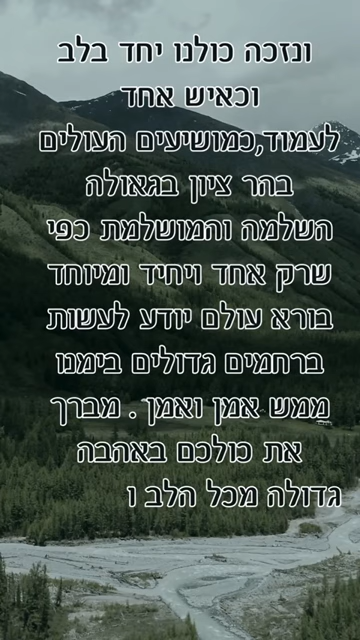 ונזכה כולנו יחד בלב
וכאיש אחד
לעמוד,כמושיעים העולים
בהר ציון בגאולה
השלמה והמושלמת כפי
שרק אחד ויחיד ומיוחד
בורא עולם יודע לעשות
ברחמים גדולים בימנו
ממש אמן ואמן . מברך
את כולכם באהבה
גדולה מכל הלב ו